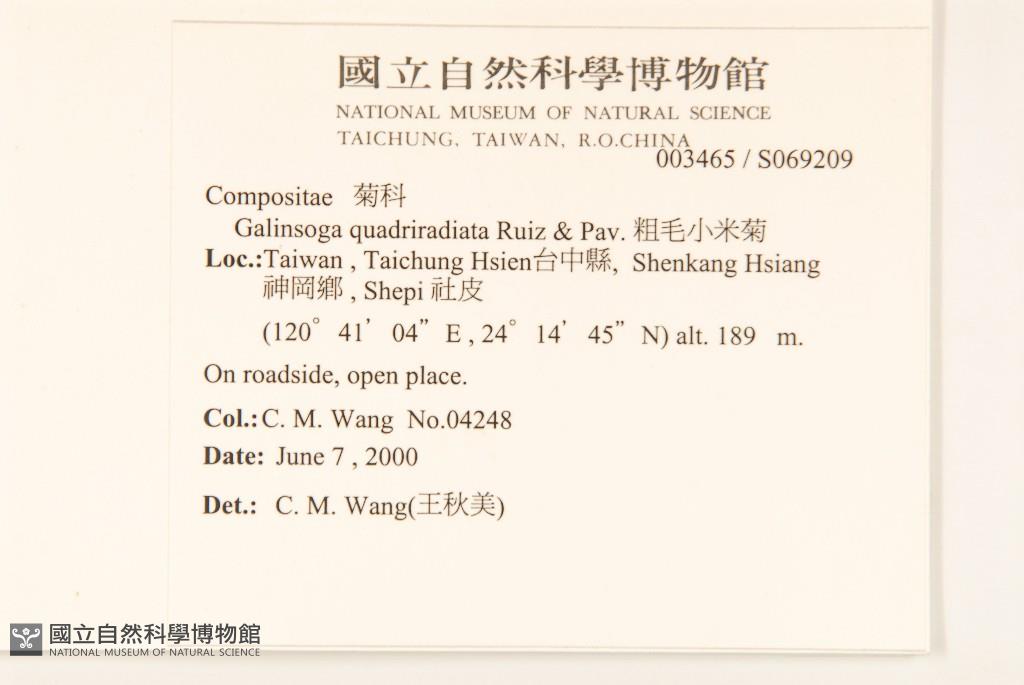 國立自然科學博物館
NATIONAL MUSEUM OF NATURAL SCIENCE
TAICHUNG, TAIWAN, R.O.CHINA
003465 / S069209
Compositae 菊科
Galinsoga quadriradiata Ruiz & Pav. 粗毛小米菊
Loc.:Taiwan , Taichung Hsien台中縣, Shenkang Hsiang
神岡鄉 , Shepi 社皮
(120° 41’ 04” E , 24° 14’ 45” N) alt. 189 m.
On roadside, open place.
Col.:C. M. Wang No.04248
Date: June 7 , 2000
Det.: C. M. Wang(王秋美)
國立自然科學博物館
NATIONAL MUSEUM OF NATURAL SCIENCE